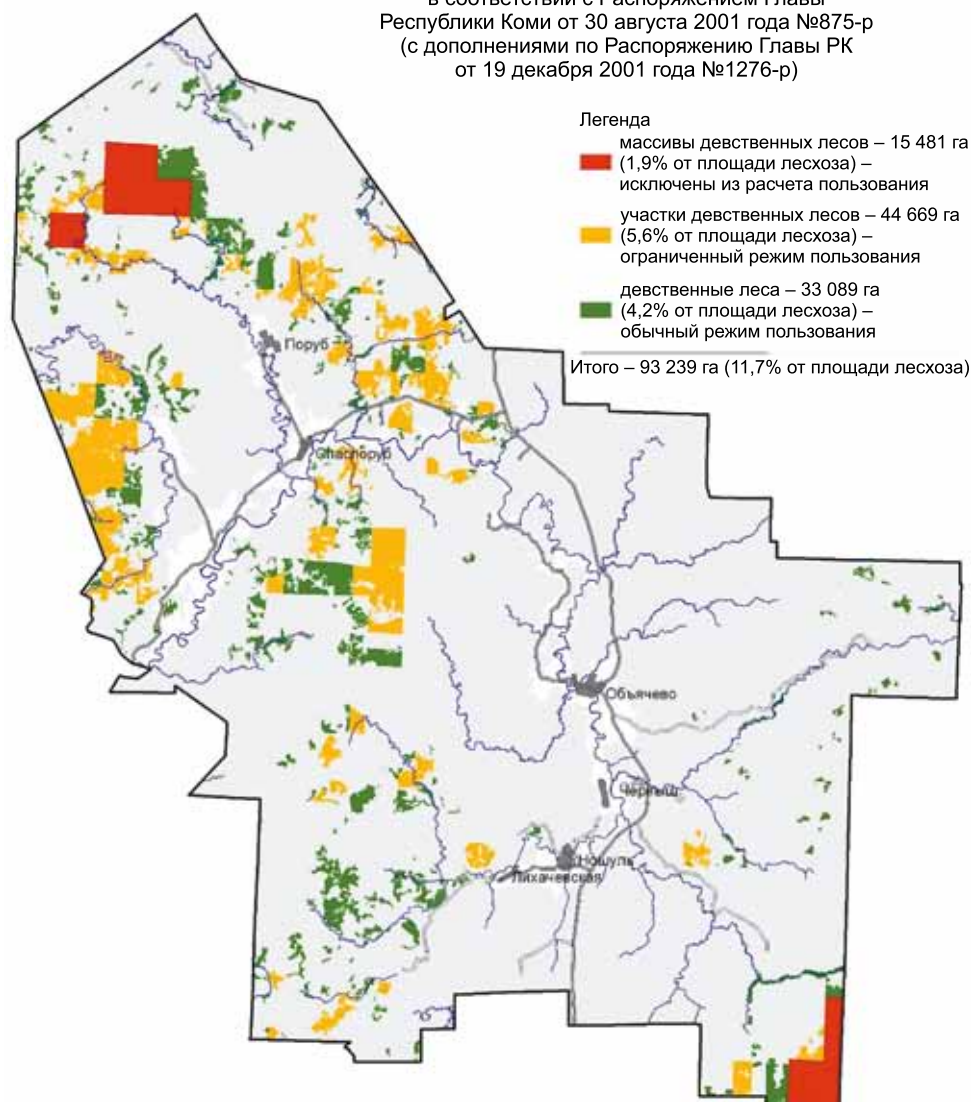 в соответствии с Распоряжением Главы
Республики Коми от 30 августа 2001 года №875-р
(с дополнениями по Распоряжению Главы РК
от 19 декабря 2001 года №1276-р)
Легенда
массивы девственных лесов – 15 481 га
(1,9% от площади лесхоза) –
исключены из расчета пользования
участки девственных лесов – 44 669 га
(5,6% от площади лесхоза) –
ограниченный режим пользования
девственные леса – 33 089 га
(4,2% от площади лесхоза) –
обычный режим пользования
Итого – 93 239 га (11,7% от площади лесхоза)
Поруб
Спаспоруб
Объячево
Черныш
Ношуль
Лихачевская